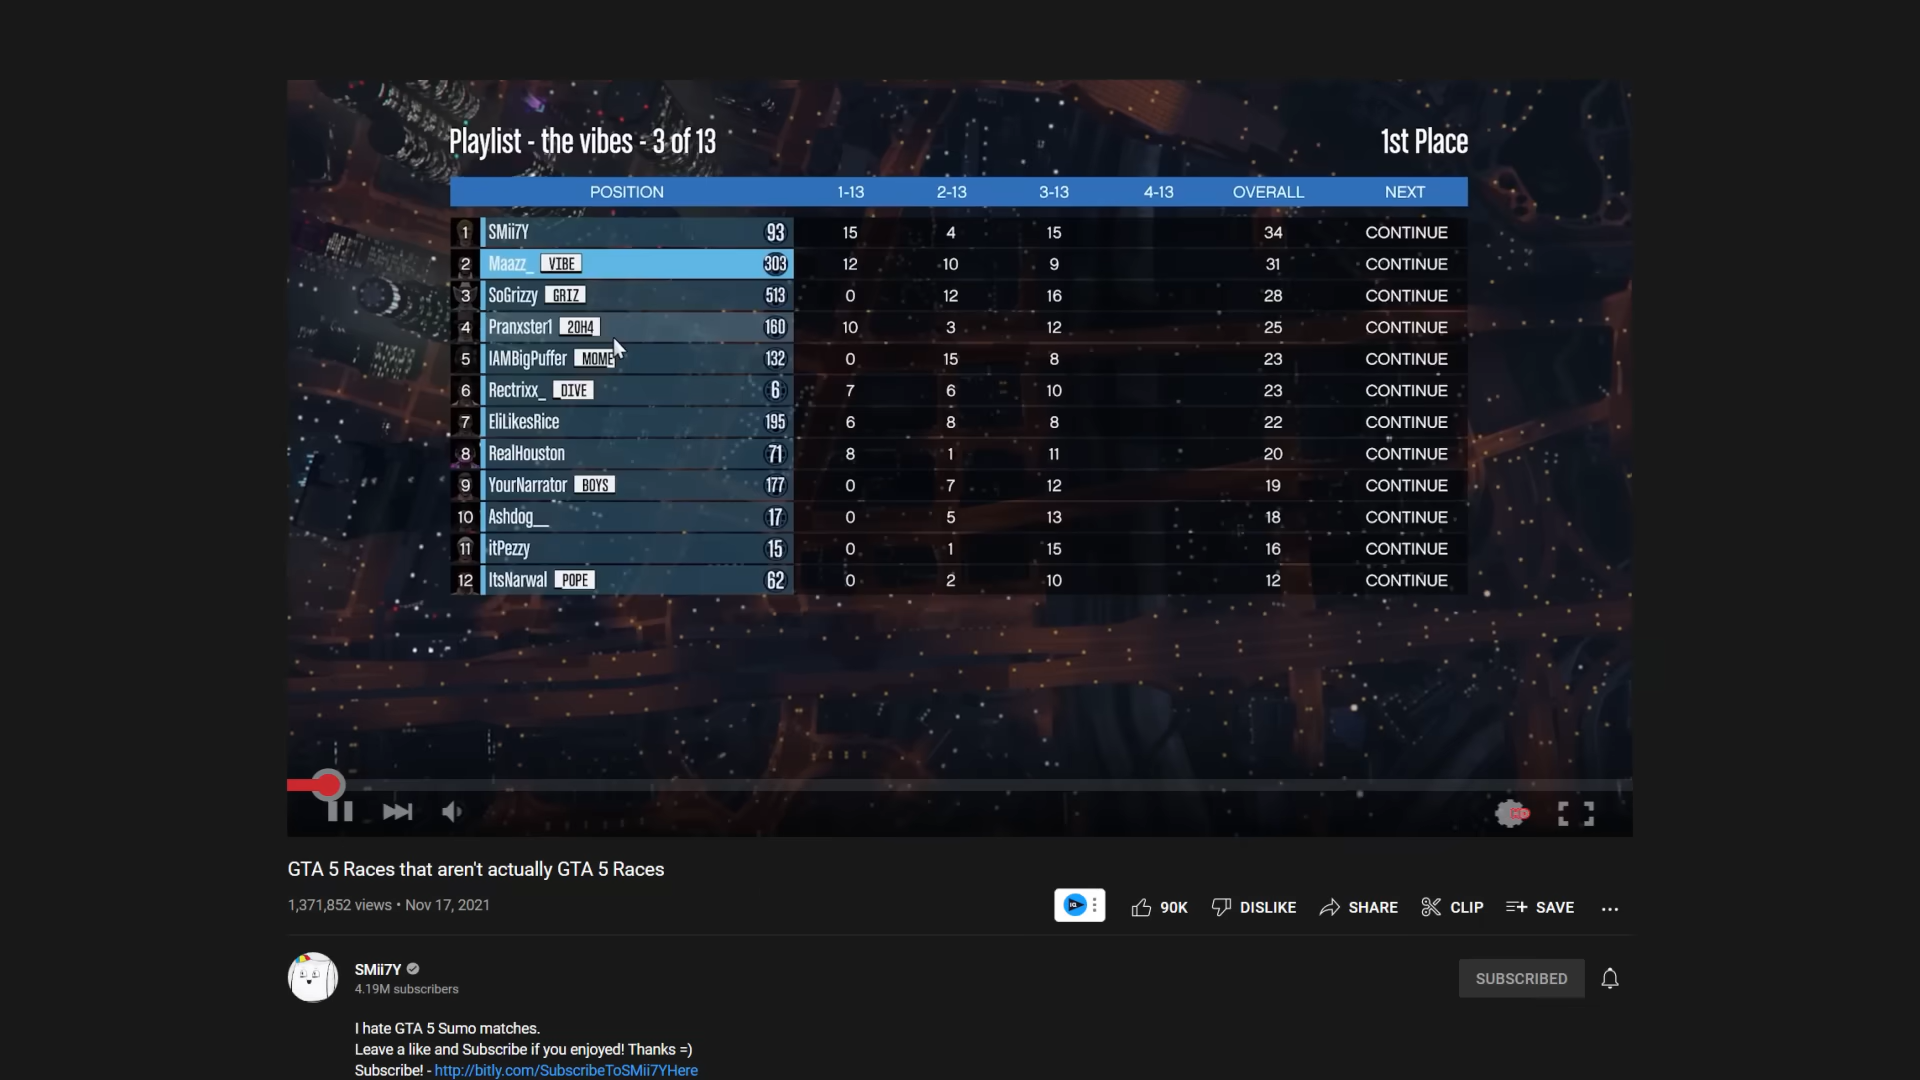 Playlist - the vibes - 3 of 13 1st Place
POSITION 1-13 2-13 3-13 4-13 OVERALL NEXT
1 SMii7Y 93 15 4 15 34 CONTINUE
2 Maazz_ VIBE 303 12 10 9 31 CONTINUE
3 SoGrizzy GRIZ 513 0 12 16 28 CONTINUE
4 Pranxster1 20H4 160 10 3 12 25 CONTINUE
5 IAMBigPuffer MOME 132 0 15 8 23 CONTINUE
6 Rectrixx_ DIVE 6 7 6 10 23 CONTINUE
7 EliLikesRice 195 6 8 8 22 CONTINUE
8 RealHouston 71 8 1 11 20 CONTINUE
9 YourNarrator BOYS 177 0 7 12 19 CONTINUE
10 Ashdog__ 17 0 5 13 18 CONTINUE
11 itPezzy 15 0 1 15 16 CONTINUE
12 ItsNarwal POPE 62 0 2 10 12 CONTINUE
GTA 5 Races that aren't actually GTA 5 Races
1,371,852 views • Nov 17, 2021
90K DISLIKE SHARE CLIP SAVE ...
SMii7Y
4.19M subscribers
SUBSCRIBED
I hate GTA 5 Sumo matches.
Leave a like and Subscribe if you enjoyed! Thanks =)
Subscribe! - http://bitly.com/SubscribeToSMii7YHere